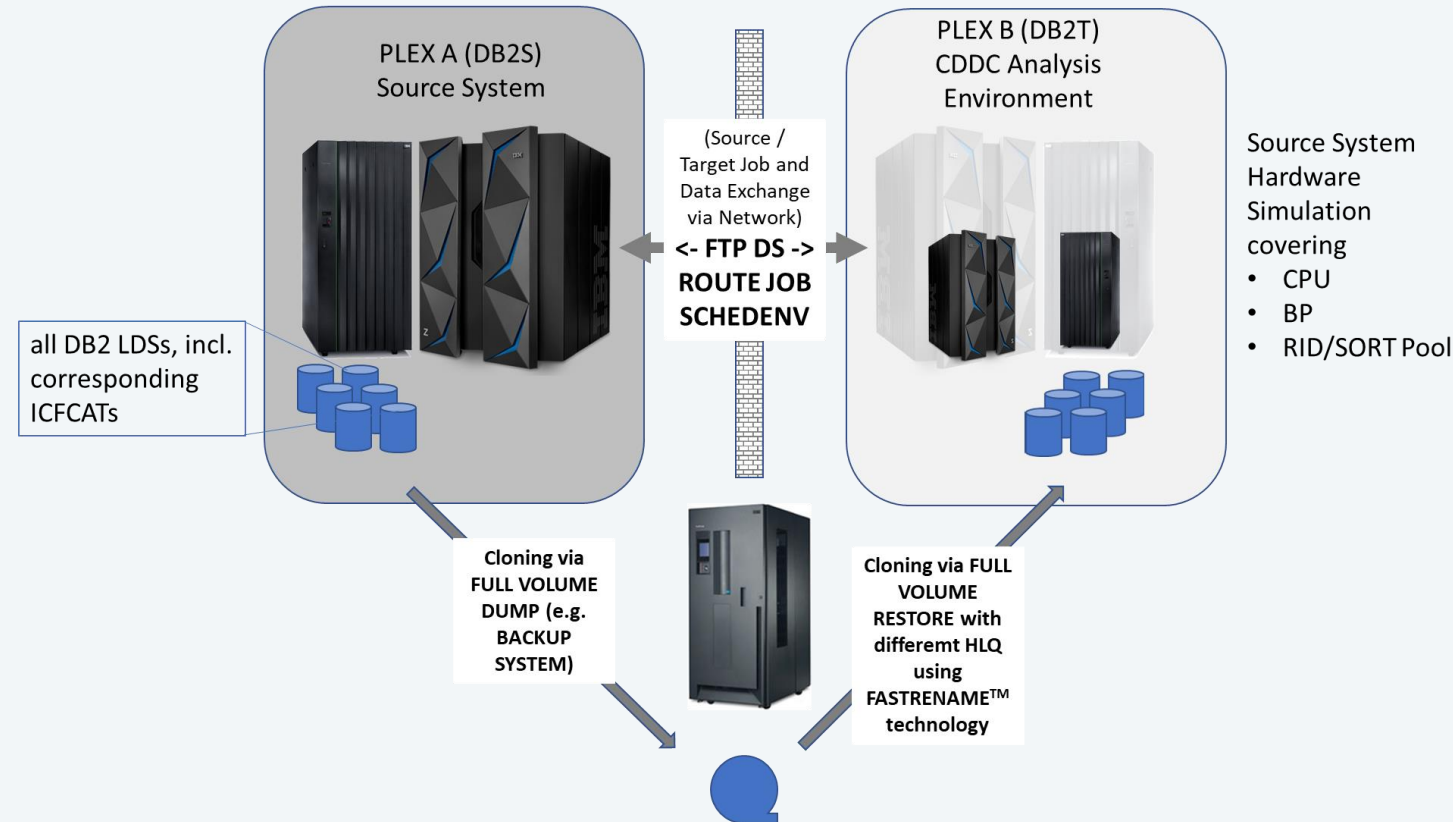 PLEX A (DB2S)
Source System
PLEX B (DB2T)
CDDC Analysis
Environment
(Source /
Target Job and
Data Exchange
via Network)
<- FTP DS ->
ROUTE JOB
SCHEDENV
Source System
Hardware
Simulation
covering
• CPU
• BP
• RID/SORT Pool
all DB2 LDSs, incl.
corresponding
ICFCATs
IBM
Z
IBM
Cloning via
FULL VOLUME
DUMP (e.g.
BACKUP
SYSTEM)
Cloning via FULL
VOLUME
RESTORE with
differemt HLQ
using
FASTRENAME™
technology